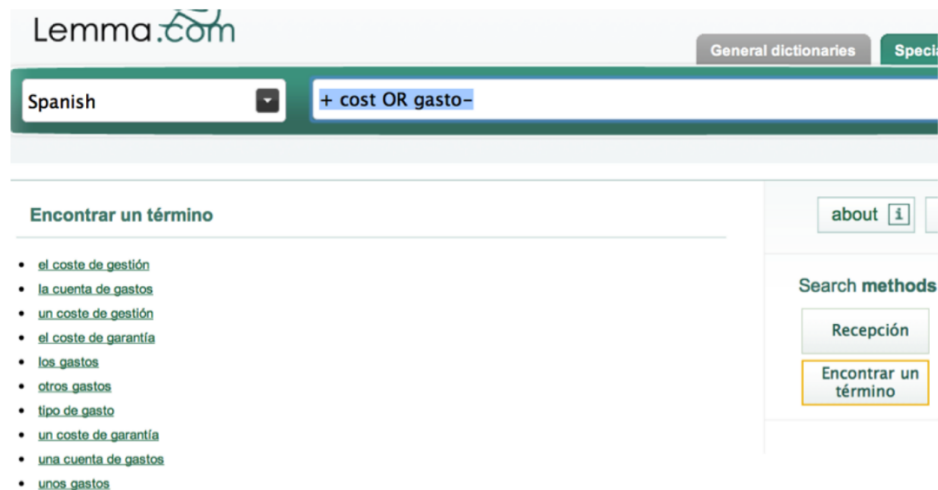 Lemma.com
General dictionaries
Spanish
+ cost OR gasto-
Encontrar un término
el coste de gestión
la cuenta de gastos
un coste de gestión
el coste de garantía
los gastos
otros gastos
tipo de gasto
un coste de garantía
una cuenta de gastos
unos gastos
about i
Search methods
Recepción
Encontrar un
término